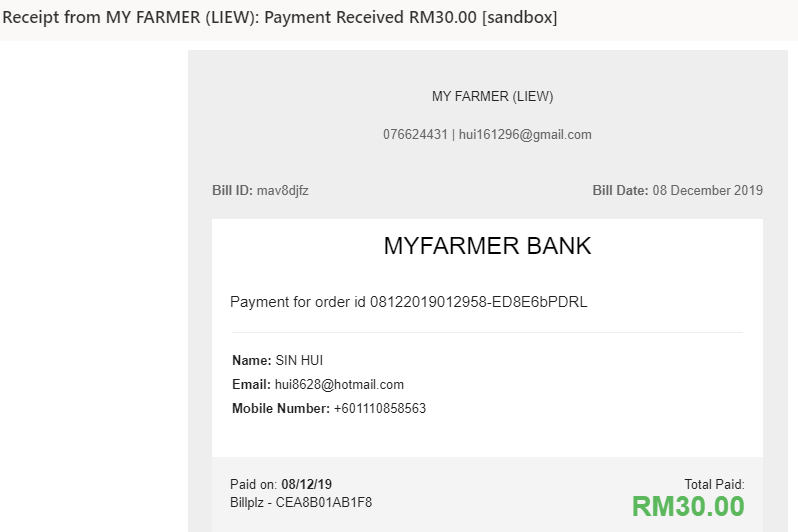 Receipt from MY FARMER (LIEW): Payment Received RM30.00 [sandbox]
MY FARMER (LIEW)
076624431 | hui161296@gmail.com
Bill ID: mav8djfz
Bill Date: 08 December 2019
MYFARMER BANK
Payment for order id 08122019012958-ED8E6bPDRL
Name: SIN HUI
Email: hui8628@hotmail.com
Mobile Number: +601110858563
Paid on: 08/12/19
Billplz - CEA8B01AB1F8
Total Paid:
RM30.00